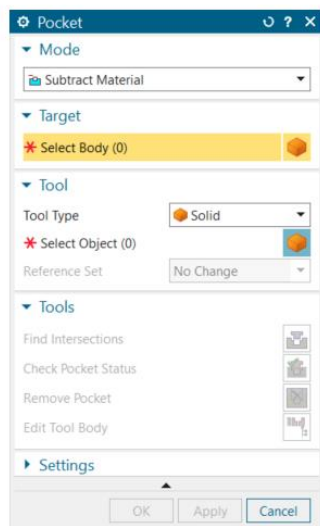 Pocket
Mode
Subtract Material
Target
* Select Body (0)
Tool
Tool Type Solid
* Select Object (0)
Reference Set No Change
Tools
Find Intersections
Check Pocket Status
Remove Pocket
Edit Tool Body
Settings
OK Apply Cancel